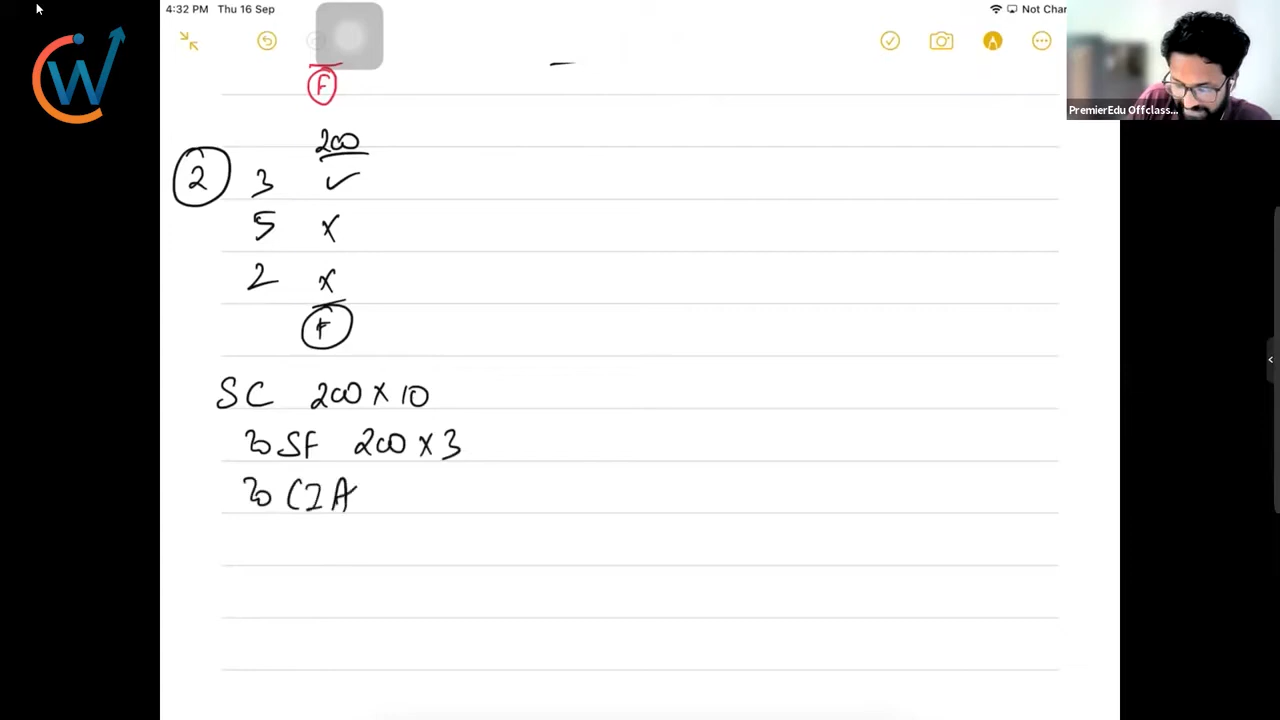 4:32 PM Thu 16 Sep
Not Char
W
F
PremierEdu Offclass...
200
2 3 ✓
5 x
2 x
F
SC 200 x 10
To SF 200 x 3
To CIA